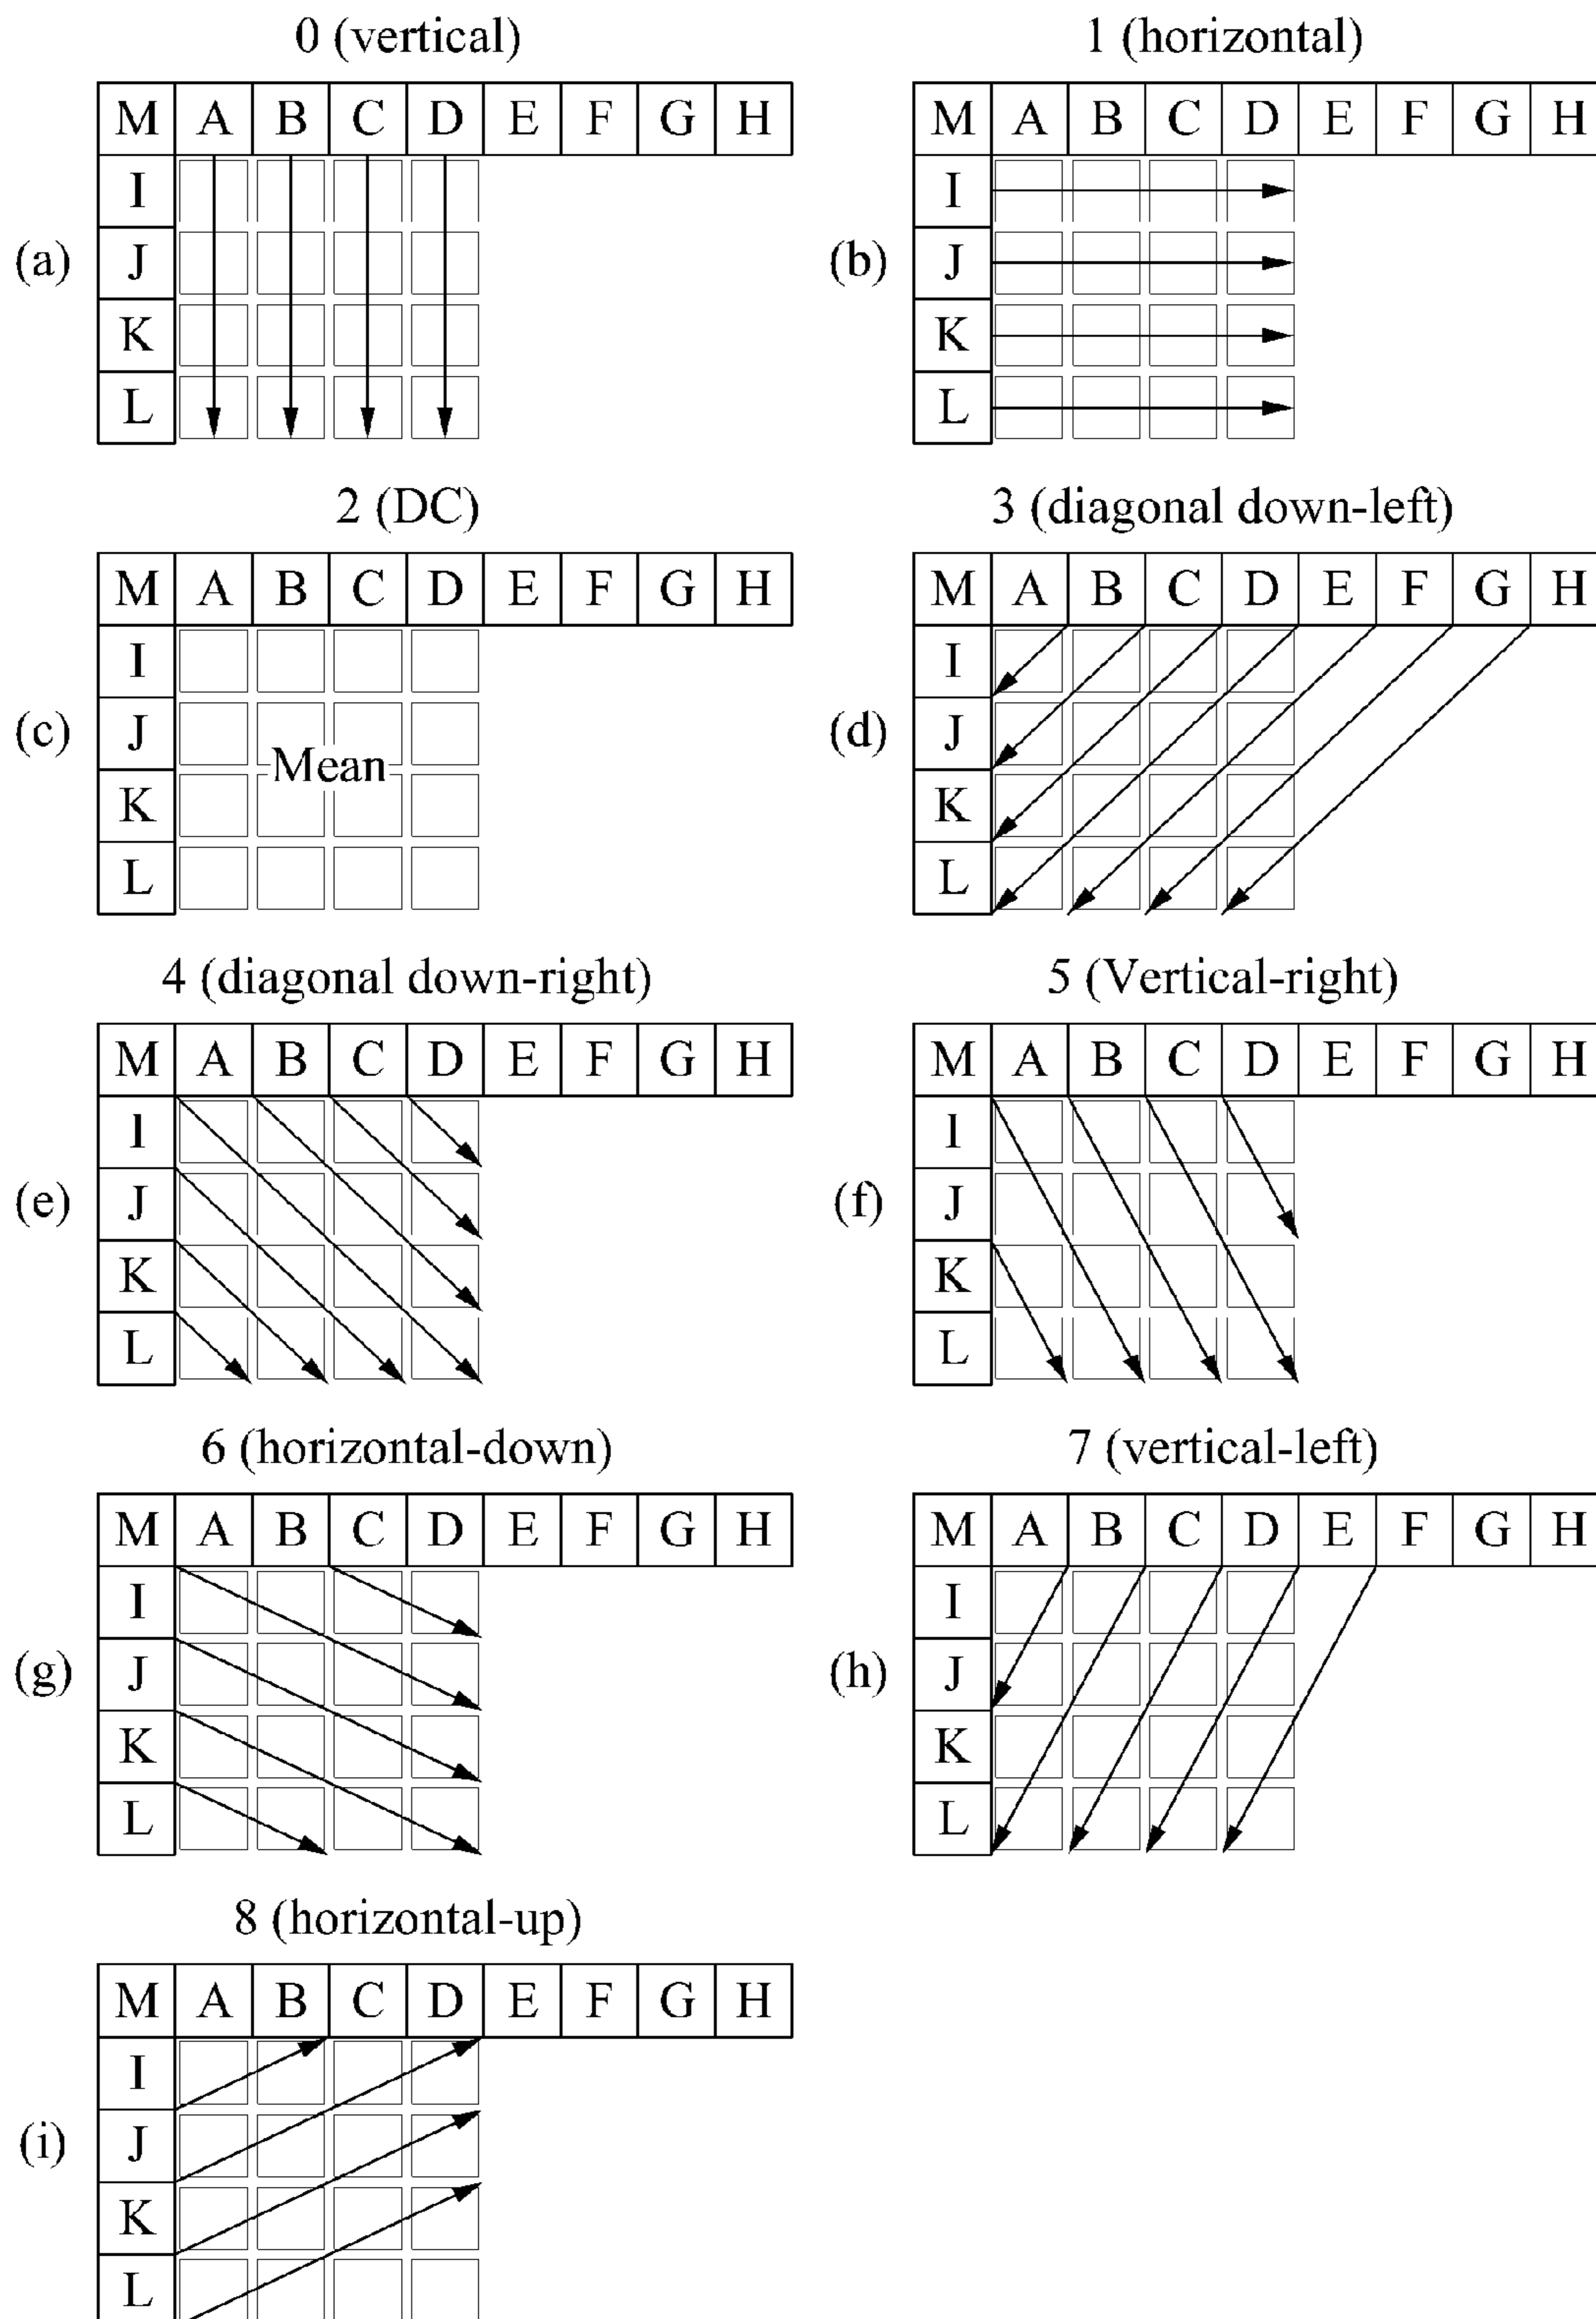 0 (vertical)
M A B C D E F G H
I
(a) J
K
L
1 (horizontal)
M A B C D E F G H
I
(b) J
K
L
2 (DC)
M A B C D E F G H
I
(c) J
Mean
K
L
3 (diagonal down-left)
M A B C D E F G H
I
(d) J
K
L
4 (diagonal down-right)
M A B C D E F G H
I
(e) J
K
L
5 (Vertical-right)
M A B C D E F G H
I
(f) J
K
L
6 (horizontal-down)
M A B C D E F G H
I
(g) J
K
L
7 (vertical-left)
M A B C D E F G H
I
(h) J
K
L
8 (horizontal-up)
M A B C D E F G H
I
(i) J
K
L